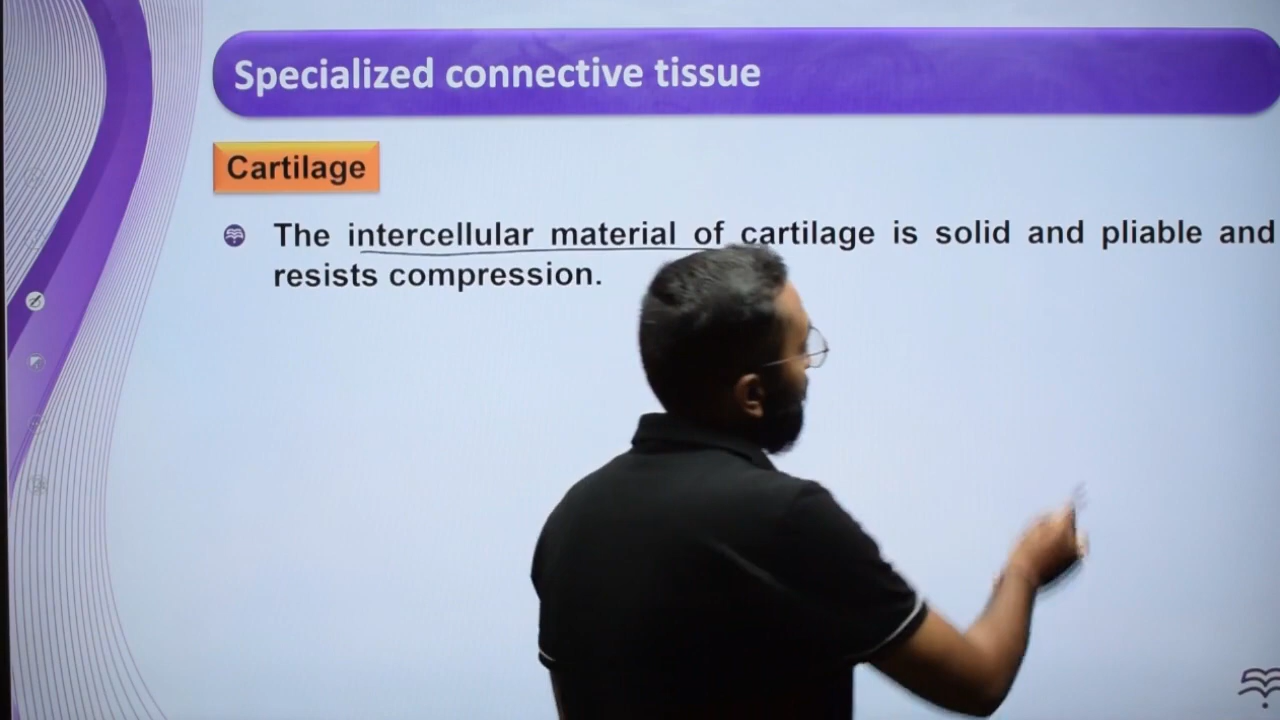 Specialized connective tissue
Cartilage
The intercellular material of cartilage is solid and pliable and
resists compression.